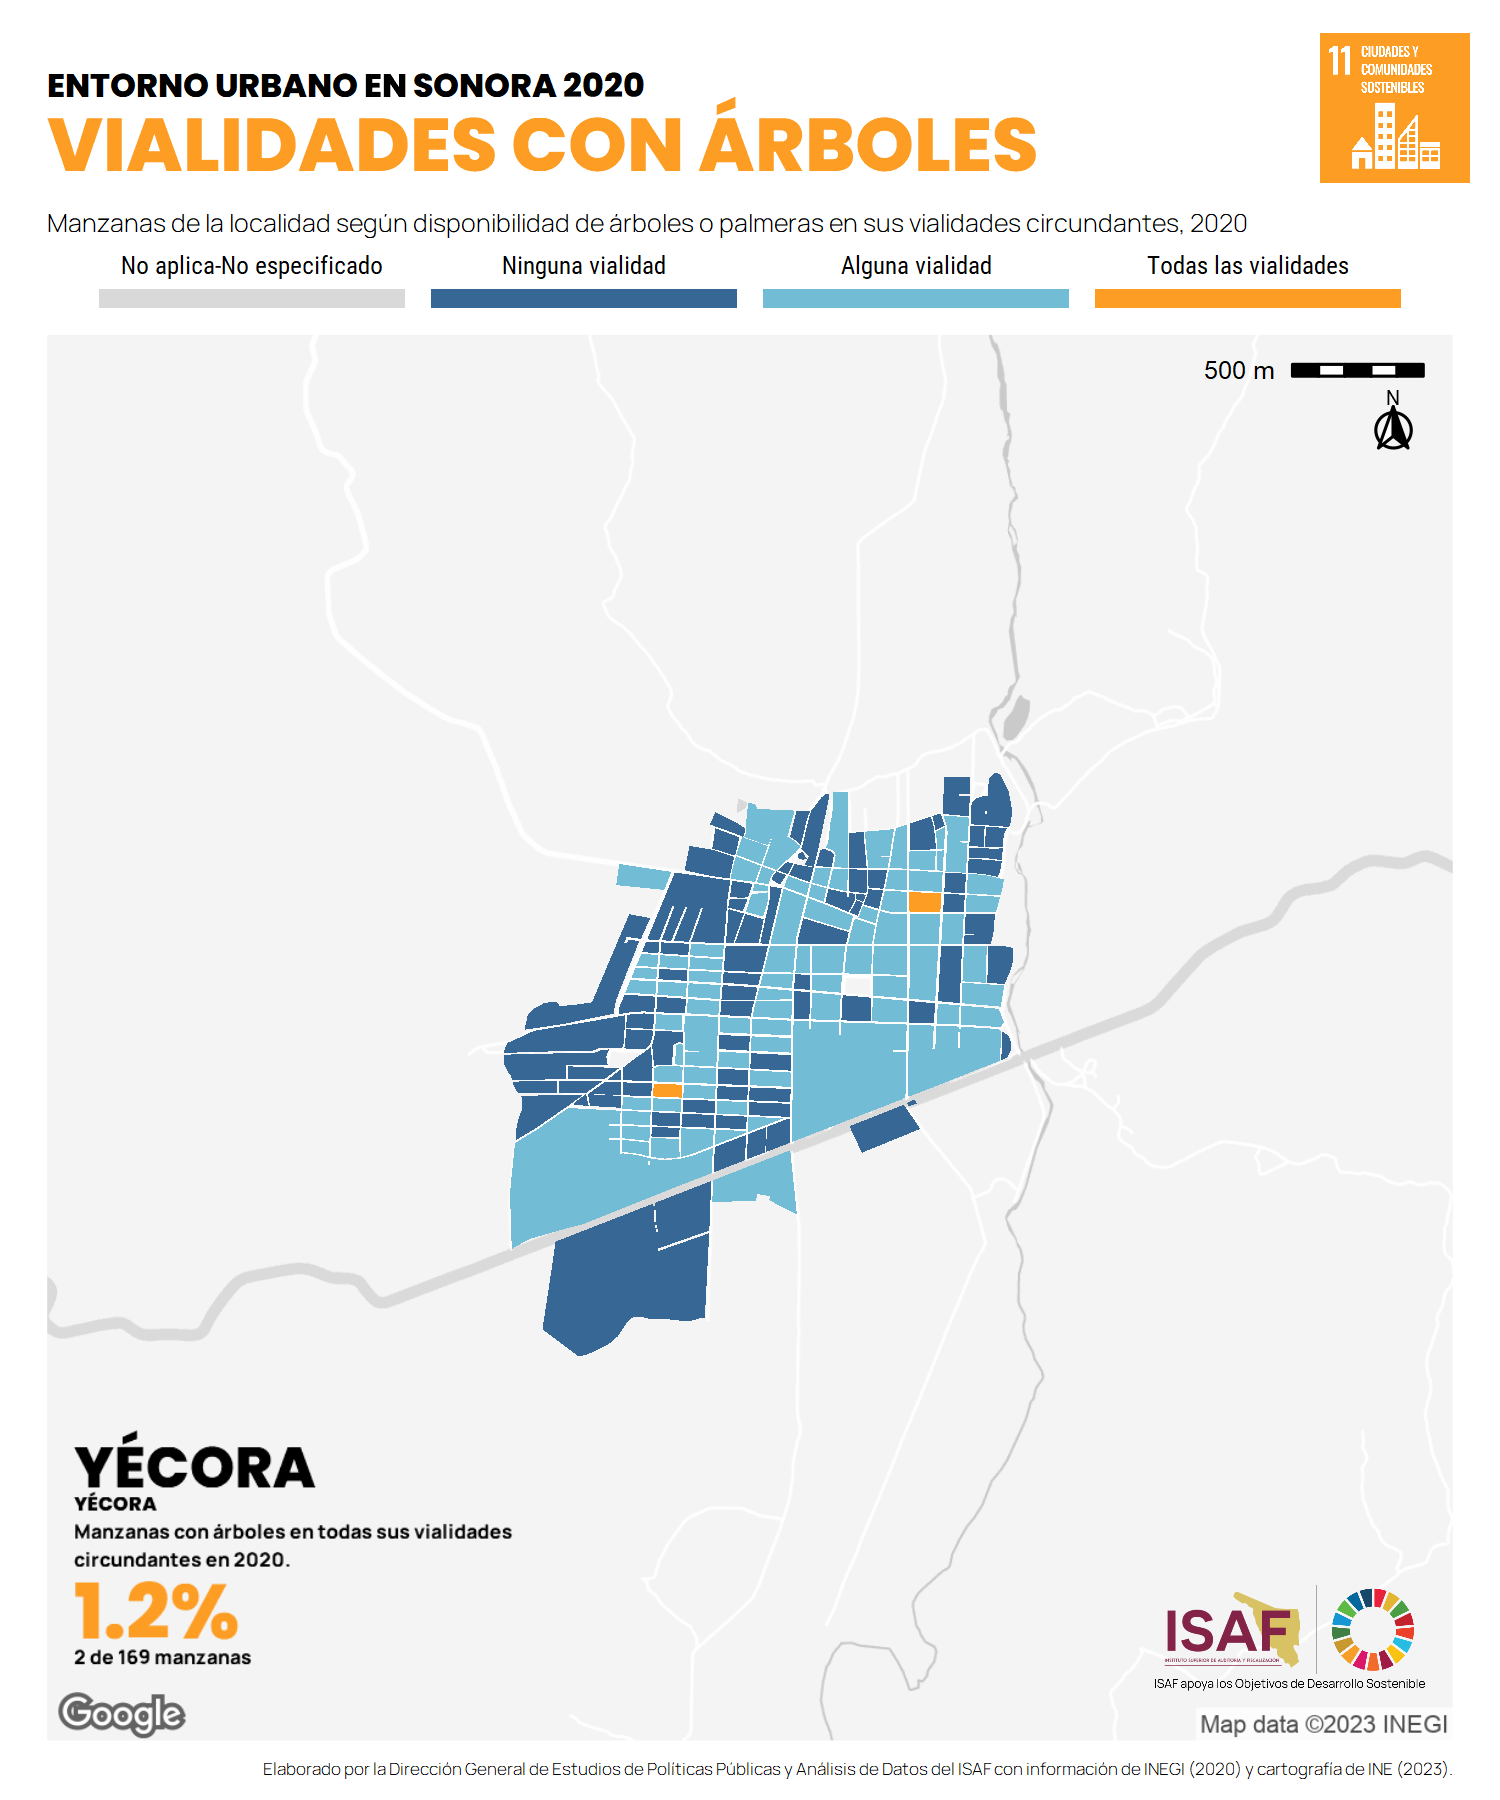 ENTORNO URBANO EN SONORA 2020
VIALIDADES CON ÁRBOLES
11 CIUDADES Y
COMUNIDADES
SOSTENIBLES
Manzanas de la localidad según disponibilidad de árboles o palmeras en sus vialidades circundantes, 2020
No aplica-No especificado
Ninguna vialidad
Alguna vialidad
Todas las vialidades
500 m
N
YÉCORA
YÉCORA
Manzanas con árboles en todas sus vialidades
circundantes en 2020.
1.2%
2 de 169 manzanas
Google
ISAF
INSTITUTO SUPERIOR DE AUDITORÍA Y FISCALIZACIÓN
ISAF apoya los Objetivos de Desarrollo Sostenible
Map data ©2023 INEGI
Elaborado por la Dirección General de Estudios de Políticas Públicas y Análisis de Datos del ISAF con información de INEGI (2020) y cartografía de INE (2023).